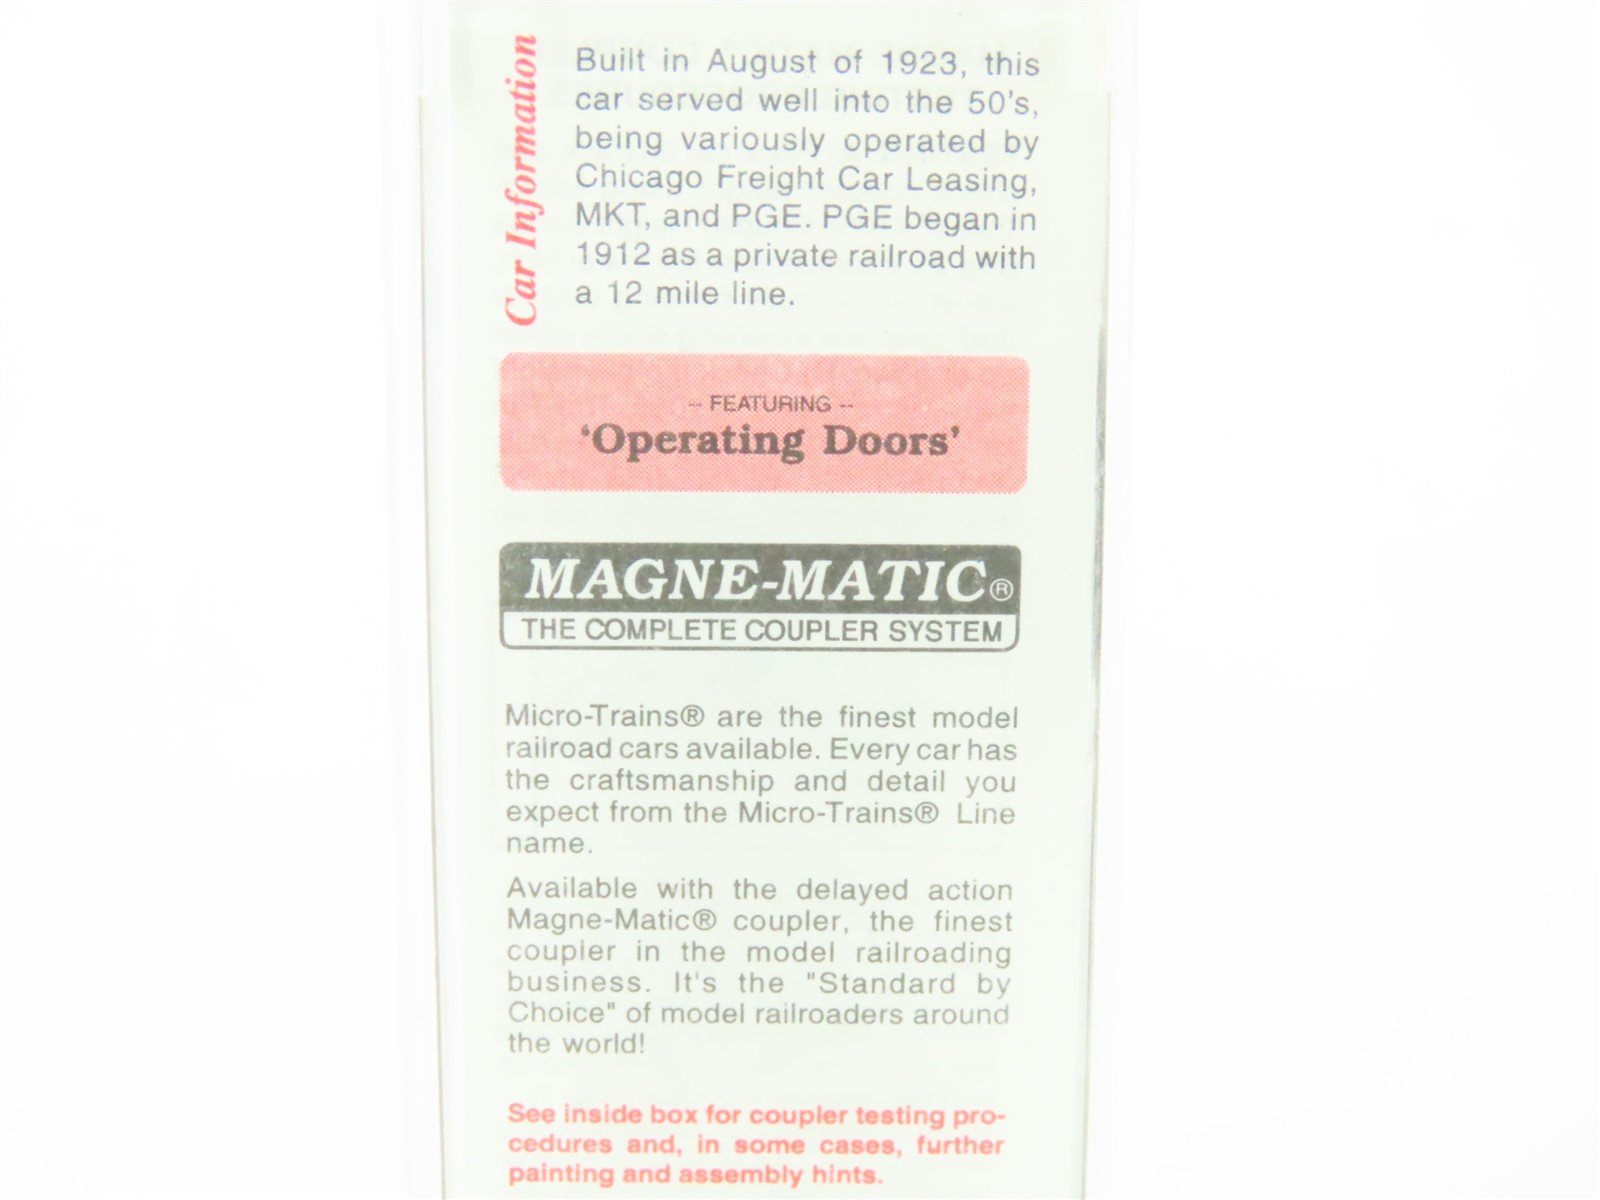 Car Information
Built in August of 1923, this
car served well into the 50's,
being variously operated by
Chicago Freight Car Leasing,
MKT, and PGE. PGE began in
1912 as a private railroad with
a 12 mile line.
-- FEATURING --
'Operating Doors'
MAGNE-MATIC®
THE COMPLETE COUPLER SYSTEM
Micro-Trains® are the finest model
railroad cars available. Every car has
the craftsmanship and detail you
expect from the Micro-Trains® Line
name.
Available with the delayed action
Magne-Matic® coupler, the finest
coupler in the model railroading
business. It's the "Standard by
Choice" of model railroaders around
the world!
See inside box for coupler testing pro-
cedures and, in some cases, further
painting and assembly hints.